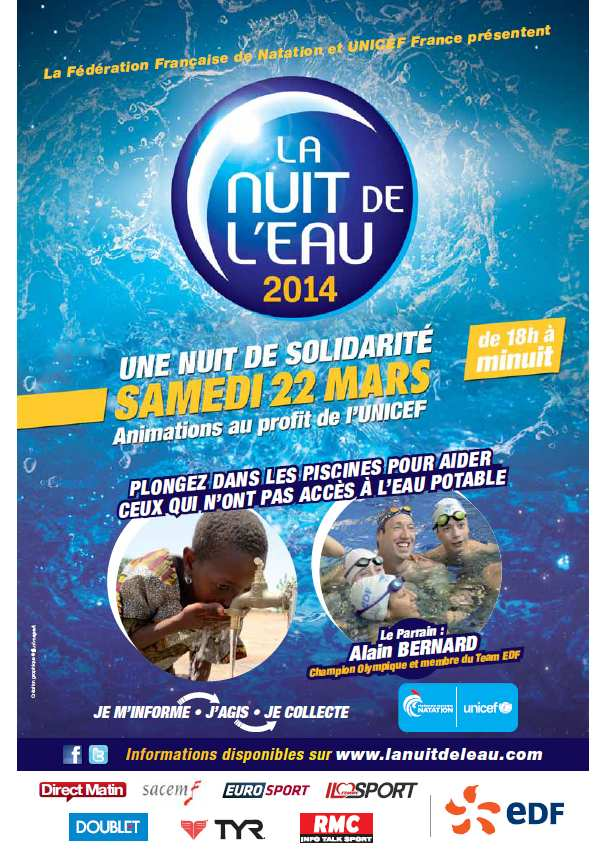 La Fédération Française de Natation et UNICEF France présentent
LA
NUIT DE
L'EAU
2014
UNE NUIT DE SOLIDARITÉ
SAMEDI 22 MARS
Animations au profit de l'UNICEF
de 18h à
minuit
PLONGEZ DANS LES PISCINES POUR AIDER
CEUX QUI N'ONT PAS ACCÈS À L'EAU POTABLE
EDF
Le Parrain :
Alain BERNARD
Champion Olympique et membre du Team EDF
JE M'INFORME • J'AGIS • JE COLLECTE
NATATION
unicef
Informations disponibles sur www.lanuitdeleau.com
Direct Matin
sacem
EUROSPORT
SPORT
DOUBLET
TYR
RMC
INFO TALK SPORT
eDF